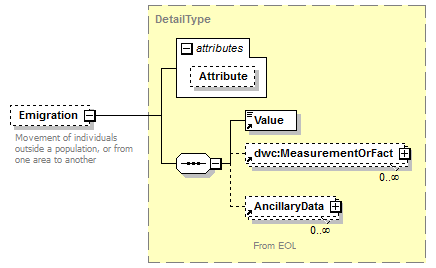 DetailType
attributes
Attribute
Emigration
Movement of individuals
outside a population, or from
one area to another
Value
dwc:MeasurementOrFact
0..∞
AncillaryData
0..∞
From EOL